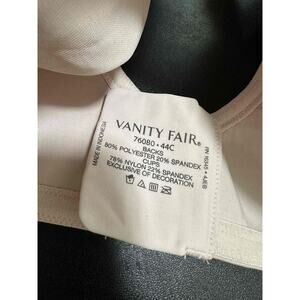 VANITY FAIR®
76080 • 44C
BACKS
80% POLYESTER 20% SPANDEX
CUPS
78% NYLON 22% SPANDEX
EXCLUSIVE OF DECORATION
MADE IN INDONESIA